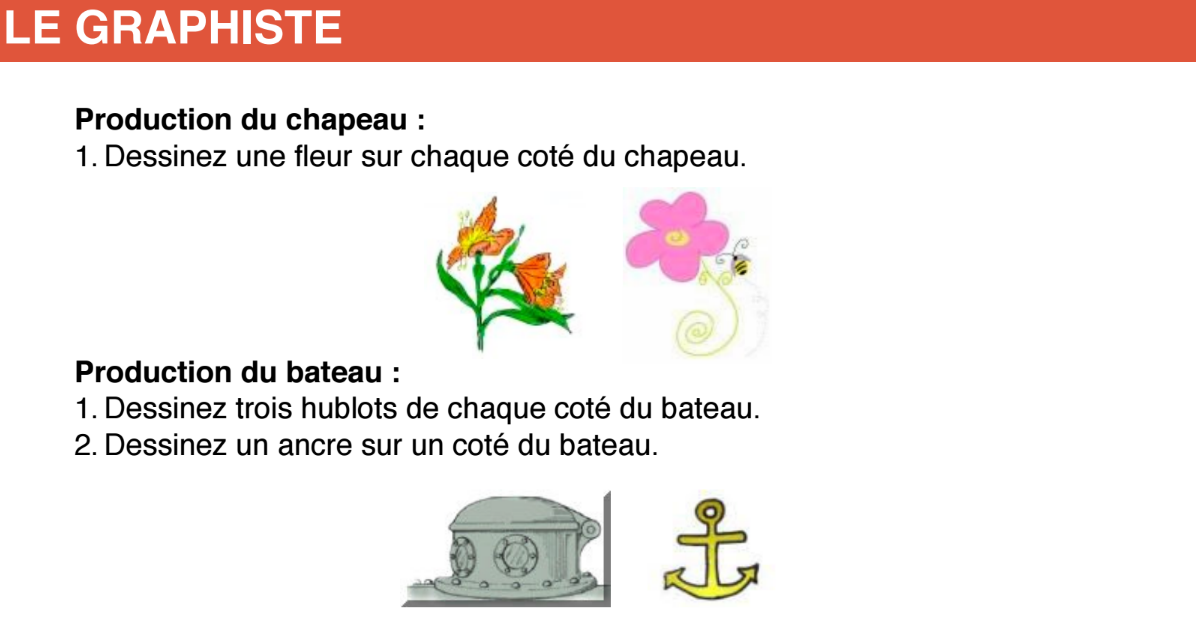 LE GRAPHISTE
Production du chapeau :
1. Dessinez une fleur sur chaque coté du chapeau.
Production du bateau :
1. Dessinez trois hublots de chaque coté du bateau.
2. Dessinez un ancre sur un coté du bateau.